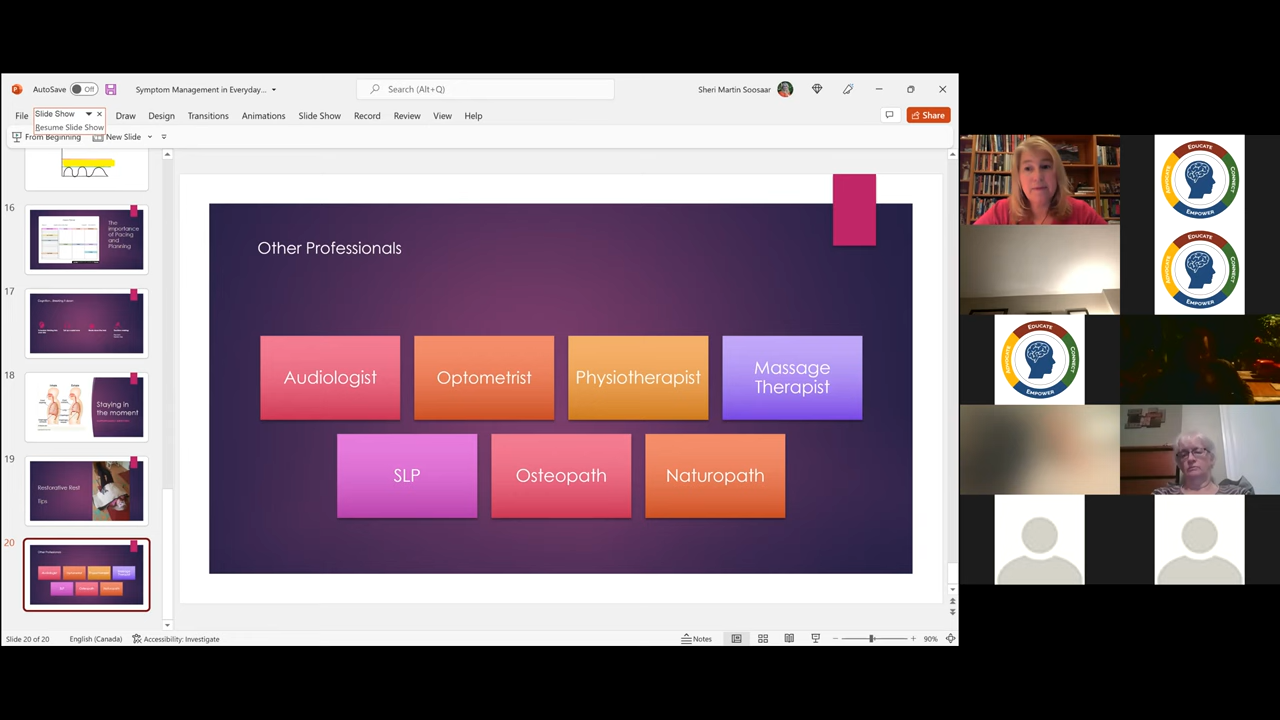 AutoSave Off Symptom Management in Everyday... Search (Alt+Q) Sheri Martin Soosaar
File Slide Show Draw Design Transitions Animations Slide Show Record Review View Help Share
Resume Slide Show
From Beginning New Slide
16
The Importance of Pacing and Planning
17
18
Staying in the moment
19
Restorative Rest
tips
20
Other Professionals
Audiologist Optometrist Physiotherapist Massage Therapist
SLP Osteopath Naturopath
Slide 20 of 20 English (Canada) Accessibility: Investigate Notes 90%
EDUCATE
ADVOCATE CONNECT
EMPOWER
EDUCATE
ADVOCATE CONNECT
EMPOWER
EDUCATE
ADVOCATE CONNECT
EMPOWER